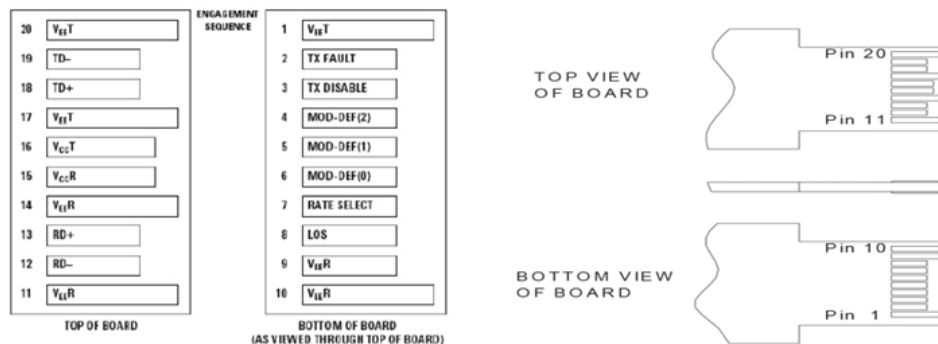 ENGAGEMENT
SEQUENCE
20 VEET
19 TD–
18 TD+
17 VEET
16 VCCT
15 VCCR
14 VEER
13 RD+
12 RD–
11 VEER
TOP OF BOARD
1 VEET
2 TX FAULT
3 TX DISABLE
4 MOD-DEF(2)
5 MOD-DEF(1)
6 MOD-DEF(0)
7 RATE SELECT
8 LOS
9 VEER
10 VEER
BOTTOM OF BOARD
(AS VIEWED THROUGH TOP OF BOARD)
TOP VIEW
OF BOARD
Pin 20
Pin 11
BOTTOM VIEW
OF BOARD
Pin 10
Pin 1